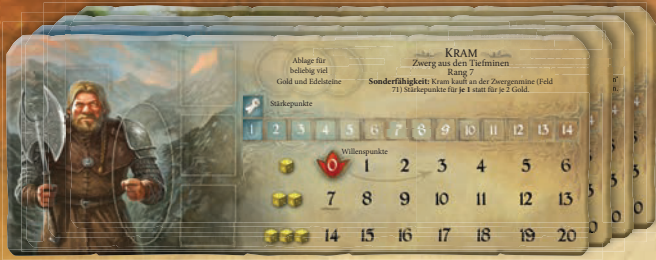 KRAM
Zwerg aus den Tiefminen
Rang 7
Sonderfähigkeit: Kram kauft an der Zwergenmine (Feld
71) Stärkepunkte für je 1 statt für je 2 Gold.
Ablage für
beliebig viel
Gold und Edelsteine
Stärkepunkte
1 2 3 4 5 6 7 8 9 10 11 12 13 14
Willenspunkte
0 1 2 3 4 5 6
7 8 9 10 11 12 13
14 15 16 17 18 19 20